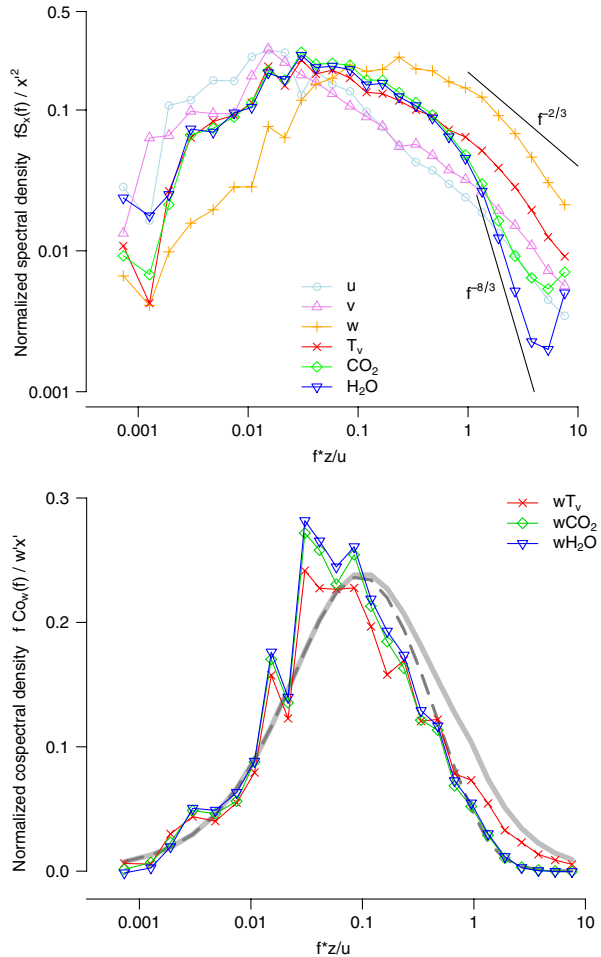 Normalized spectral density fSₓ(f) / x'²
0.5
0.1
0.01
0.001
f⁻²/³
f⁻⁸/³
u
v
w
Tᵥ
CO₂
H₂O
0.001 0.01 0.1 1 10
f*z/u
Normalized cospectral density f Co_w(f) / w'x'
0.3
0.2
0.1
0.0
wTᵥ
wCO₂
wH₂O
0.001 0.01 0.1 1 10
f*z/u